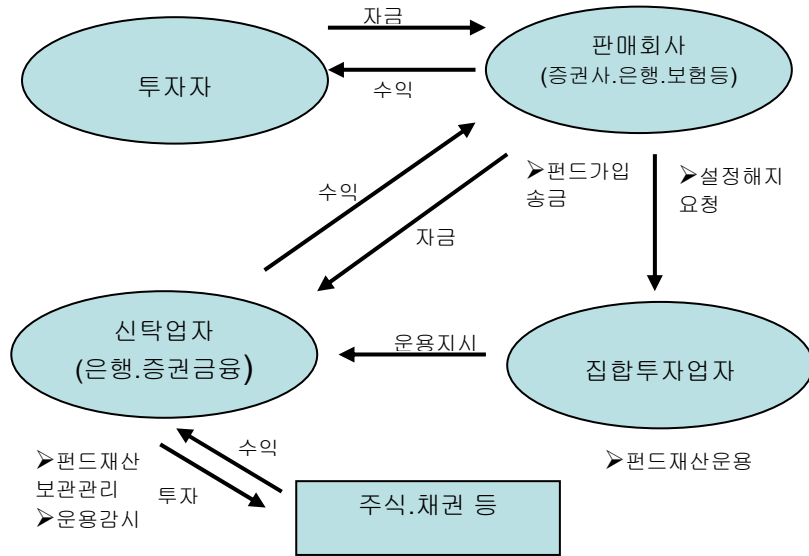 자금
판매회사
(증권사.은행.보험등)
투자자
수익
➢펀드가입
송금
➢설정해지
요청
수익
자금
신탁업자
(은행.증권금융)
운용지시
집합투자업자
➢펀드재산
보관관리
➢운용감시
수익
투자
➢펀드재산운용
주식.채권 등